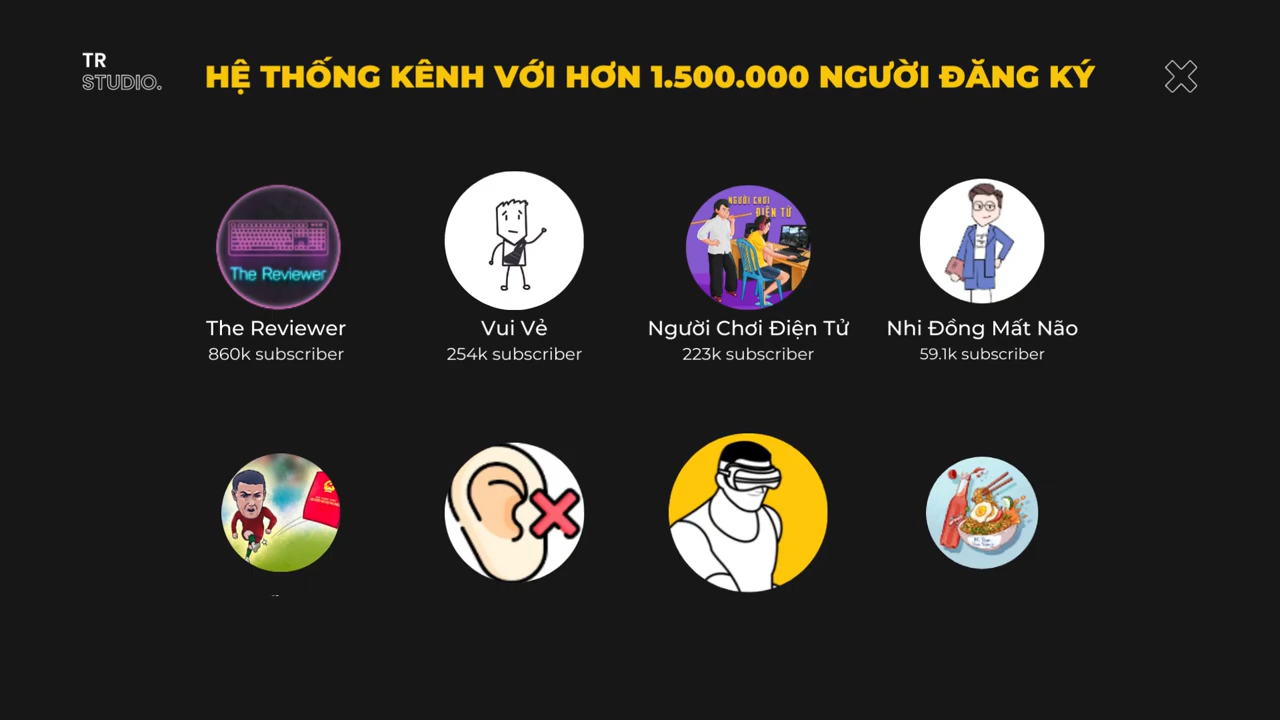 TR
STUDIO.
HỆ THỐNG KÊNH VỚI HƠN 1.500.000 NGƯỜI ĐĂNG KÝ
NGƯỜI CHƠI
ĐIỆN TỬ
The Reviewer
The Reviewer
860k subscriber
Vui Vẻ
254k subscriber
Người Chơi Điện Tử
223k subscriber
Nhi Đồng Mất Não
59.1k subscriber